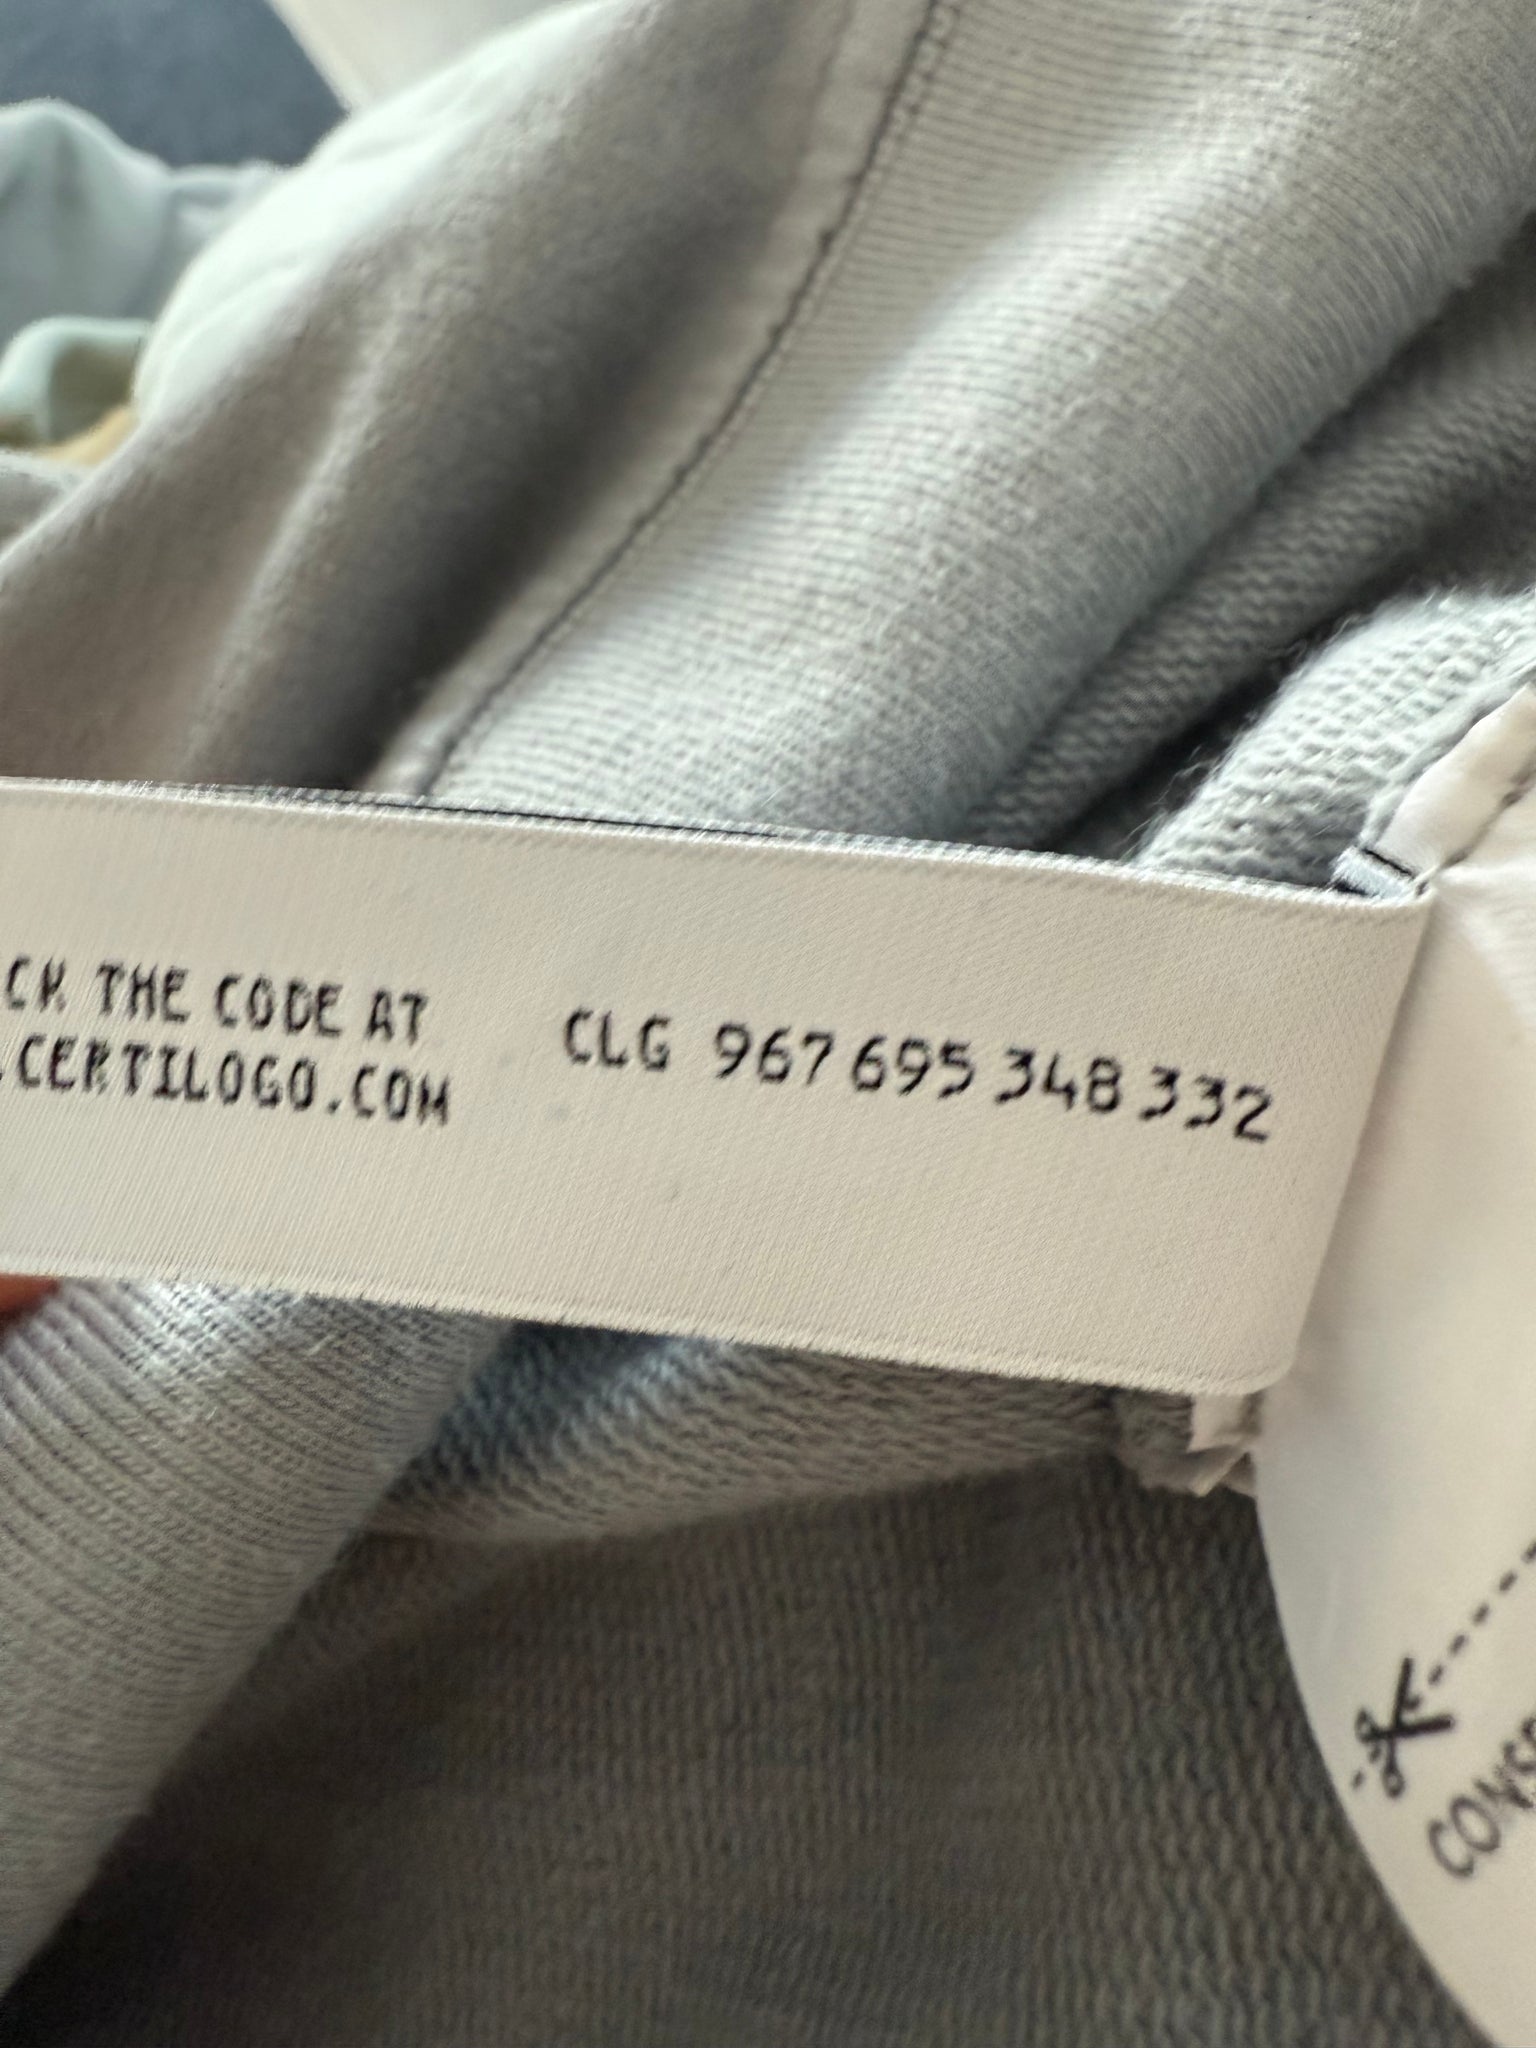 CK THE CODE AT
.CERTILOGO.COM
CLG 967 695 348 332